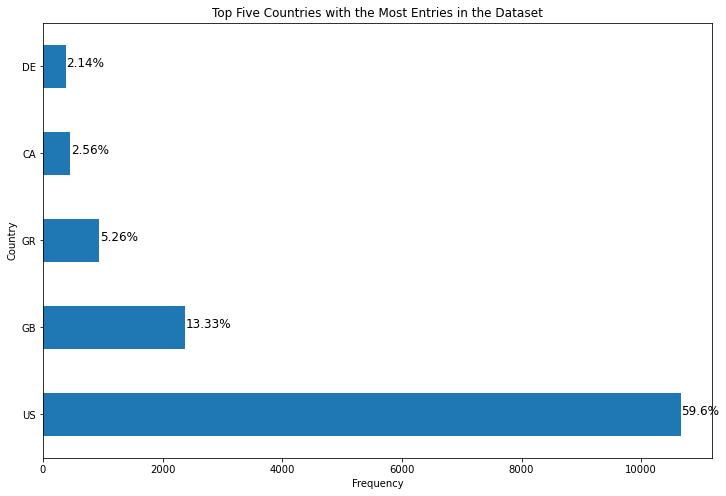 Top Five Countries with the Most Entries in the Dataset
DE
2.14%
CA
2.56%
GR
5.26%
GB
13.33%
US
59.6%
Country
0 2000 4000 6000 8000 10000
Frequency